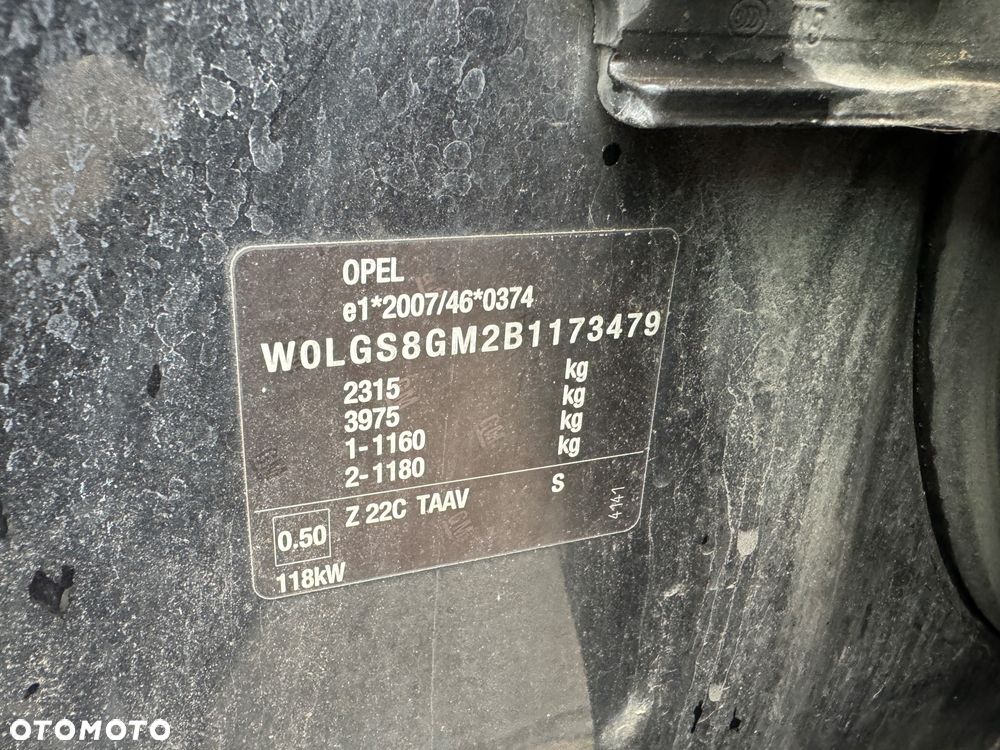 OPEL
e1*2007/46*0374
W0LGS8GM2B1173479
2315 kg
3975 kg
1-1160 kg
2-1180 kg
Z 22C TAAV S
0.50
118kW
4141
OTOMOTO